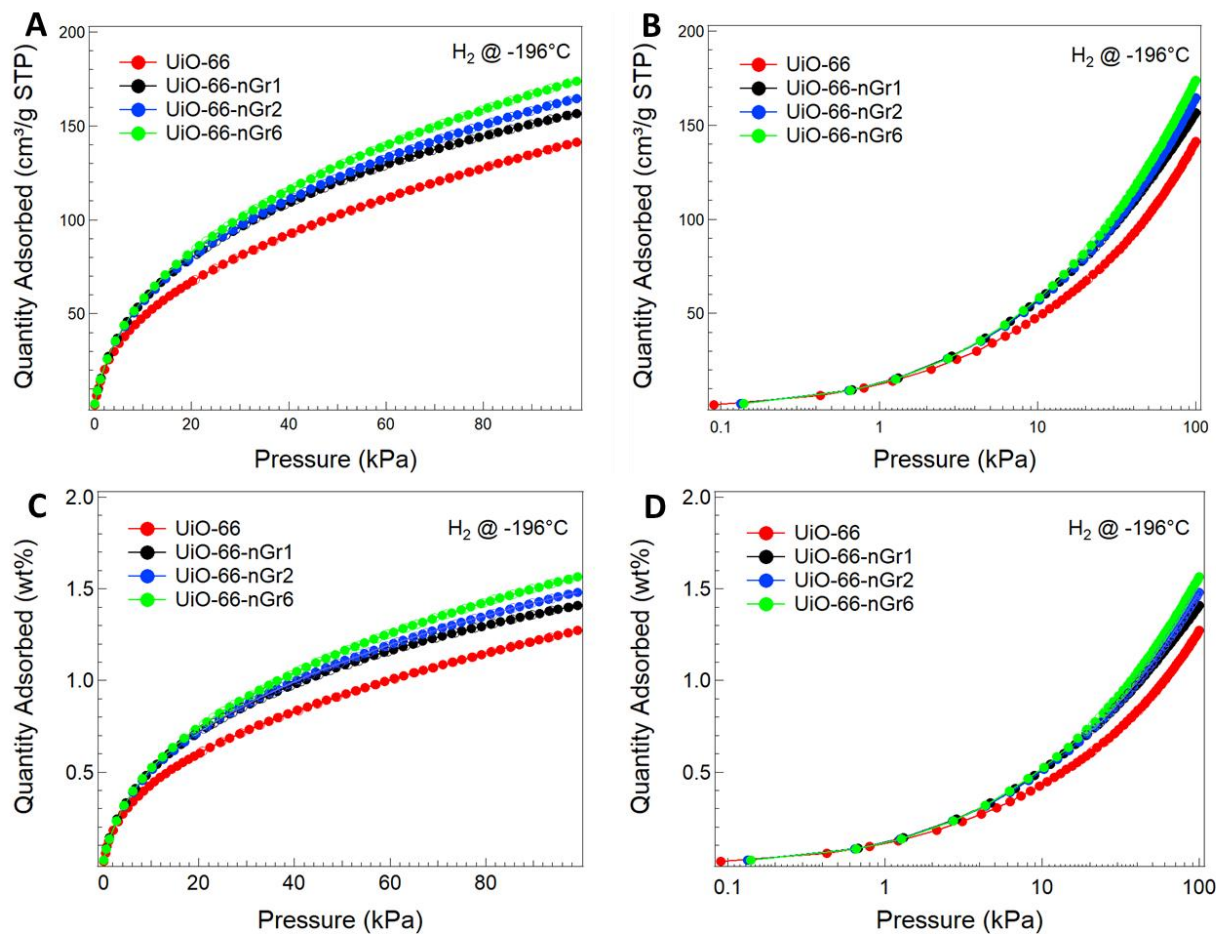 A
H₂ @ -196°C
UiO-66
UiO-66-nGr1
UiO-66-nGr2
UiO-66-nGr6
Quantity Adsorbed (cm³/g STP)
200
150
100
50
0
20
40
60
80
Pressure (kPa)
B
H₂ @ -196°C
UiO-66
UiO-66-nGr1
UiO-66-nGr2
UiO-66-nGr6
Quantity Adsorbed (cm³/g STP)
200
150
100
50
0.1
1
10
100
Pressure (kPa)
C
H₂ @ -196°C
UiO-66
UiO-66-nGr1
UiO-66-nGr2
UiO-66-nGr6
Quantity Adsorbed (wt%)
2.0
1.5
1.0
0.5
0
20
40
60
80
Pressure (kPa)
D
H₂ @ -196°C
UiO-66
UiO-66-nGr1
UiO-66-nGr2
UiO-66-nGr6
Quantity Adsorbed (wt%)
2.0
1.5
1.0
0.5
0.1
1
10
100
Pressure (kPa)